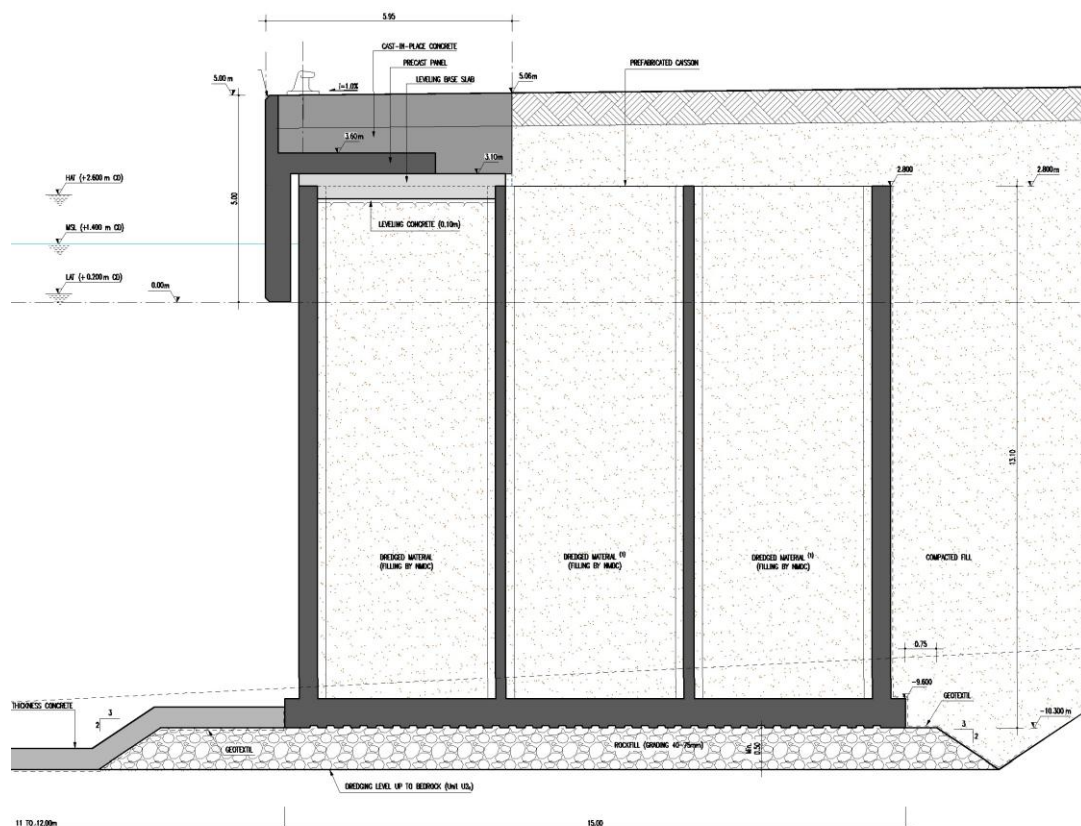 5.95
CAST-IN-PLACE CONCRETE
PRECAST PANEL
LEVELING BASE SLAB
PREFABRICATED CAISSON
5.00 m
i=1.0%
5.06m
3.60m
3.10m
HAT (+2.600 m CD)
5.00
2.800
2.800m
LEVELING CONCRETE (0.10m)
MSL (+1.400 m CD)
LAT (+0.200 m CD)
0.00m
13.10
DREDGED MATERIAL
(FILLING BY NMDC)
DREDGED MATERIAL (1)
(FILLING BY NMDC)
DREDGED MATERIAL (1)
(FILLING BY NMDC)
COMPACTED FILL
0.75
-9.600
THICKNESS CONCRETE
3
2
GEOTEXTIL
-10.300 m
3
2
GEOTEXTIL
ROCKFILL (GRADING 40-75mm)
Min.
0.50
DREDGING LEVEL UP TO BEDROCK
11 TO -12.00m
15.00